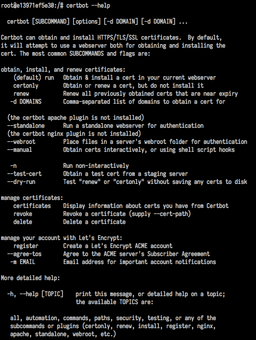 root@e13971ef5e30:/# certbot --help
certbot [SUBCOMMAND] [options] [-d DOMAIN] [-d DOMAIN] ...
Certbot can obtain and install HTTPS/TLS/SSL certificates. By default,
it will attempt to use a webserver both for obtaining and installing the
cert. The most common SUBCOMMANDS and flags are:
obtain, install, and renew certificates:
(default) run Obtain & install a cert in your current webserver
certonly Obtain or renew a cert, but do not install it
renew Renew all previously obtained certs that are near expiry
-d DOMAINS Comma-separated list of domains to obtain a cert for
(the certbot apache plugin is not installed)
--standalone Run a standalone webserver for authentication
(the certbot nginx plugin is not installed)
--webroot Place files in a server's webroot folder for authentication
--manual Obtain certs interactively, or using shell script hooks
-n Run non-interactively
--test-cert Obtain a test cert from a staging server
--dry-run Test "renew" or "certonly" without saving any certs to disk
manage certificates:
certificates Display information about certs you have from Certbot
revoke Revoke a certificate (supply --cert-path)
delete Delete a certificate
manage your account with Let's Encrypt:
register Create a Let's Encrypt ACME account
--agree-tos Agree to the ACME server's Subscriber Agreement
-m EMAIL Email address for important account notifications
More detailed help:
-h, --help [TOPIC] print this message, or detailed help on a topic;
the available TOPICS are:
all, automation, commands, paths, security, testing, or any of the
subcommands or plugins (certonly, renew, install, register, nginx,
apache, standalone, webroot, etc.)